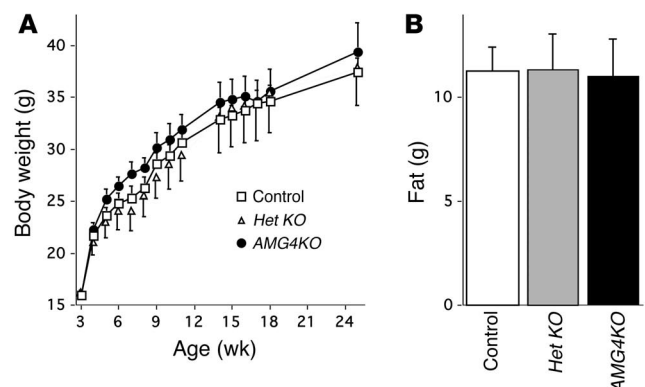 A
Body weight (g)
40
35
30
25
20
15
3 6 9 12 15 18 21 24
Age (wk)
Control
Het KO
AMG4KO
B
Fat (g)
10
5
0
Control
Het KO
AMG4KO